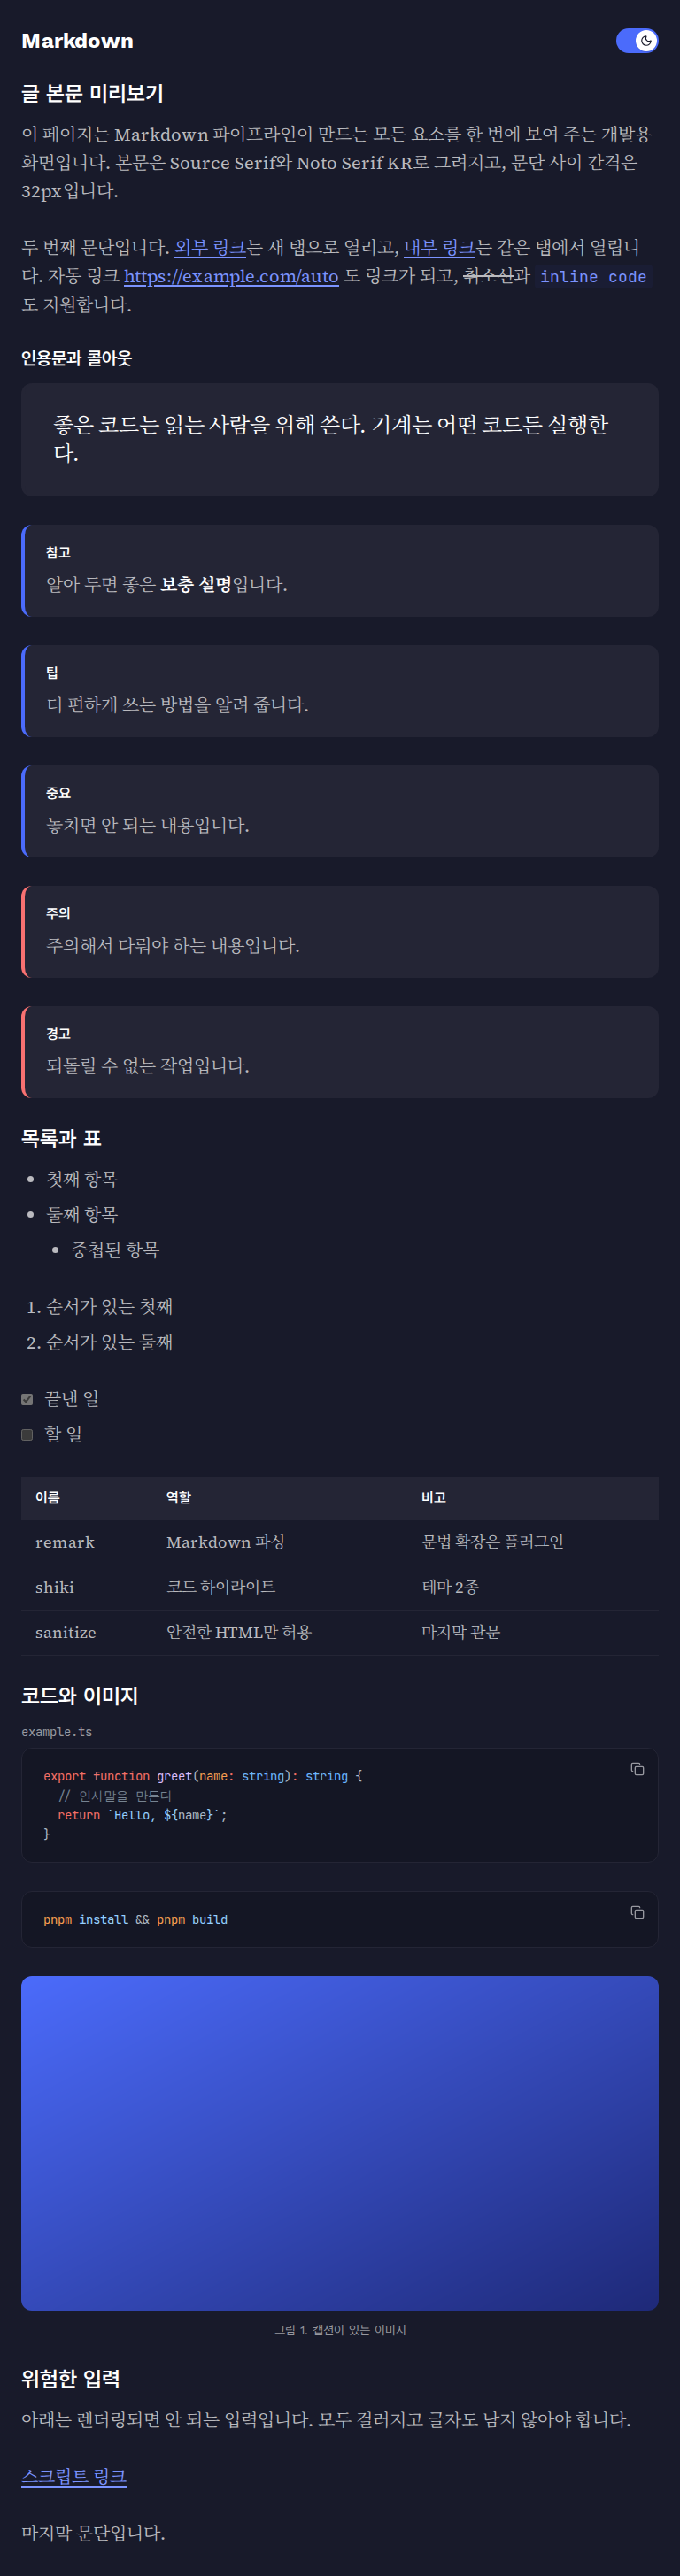 Markdown
글 본문 미리보기
이 페이지는 Markdown 파이프라인이 만드는 모든 요소를 한 번에 보여 주는 개발용
화면입니다. 본문은 Source Serif와 Noto Serif KR로 그려지고, 문단 사이 간격은
32px입니다.
두 번째 문단입니다. 외부 링크는 새 탭으로 열리고, 내부 링크는 같은 탭에서 열립니
다. 자동 링크 https://example.com/auto 도 링크가 되고, 취소선과 inline code
도 지원합니다.
인용문과 콜아웃
좋은 코드는 읽는 사람을 위해 쓴다. 기계는 어떤 코드든 실행한
다.
참고
알아 두면 좋은 보충 설명입니다.
팁
더 편하게 쓰는 방법을 알려 줍니다.
중요
놓치면 안 되는 내용입니다.
주의
주의해서 다뤄야 하는 내용입니다.
경고
되돌릴 수 없는 작업입니다.
목록과 표
• 첫째 항목
• 둘째 항목
• 중첩된 항목
1. 순서가 있는 첫째
2. 순서가 있는 둘째
끝낸 일
할 일
이름 역할 비고
remark Markdown 파싱 문법 확장은 플러그인
shiki 코드 하이라이트 테마 2종
sanitize 안전한 HTML만 허용 마지막 관문
코드와 이미지
example.ts
export function greet(name: string): string {
// 인사말을 만든다
return `Hello, ${name}`;
}
pnpm install && pnpm build
그림 1. 캡션이 있는 이미지
위험한 입력
아래는 렌더링되면 안 되는 입력입니다. 모두 걸러지고 글자도 남지 않아야 합니다.
스크립트 링크
마지막 문단입니다.